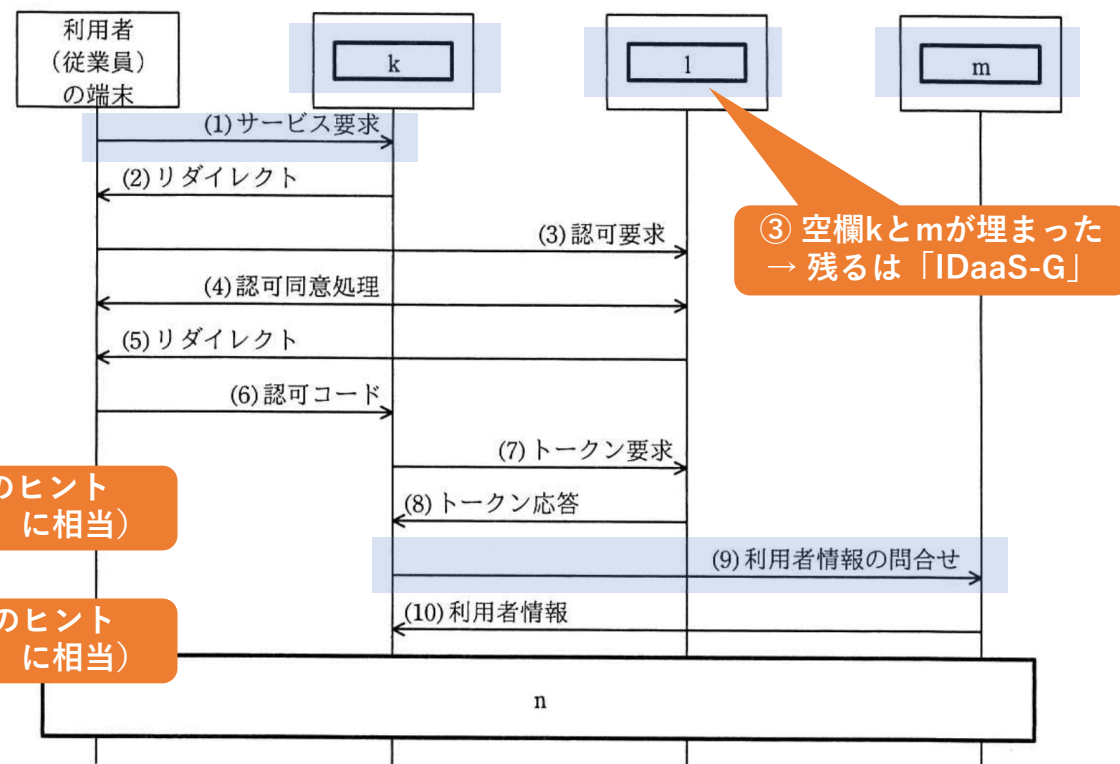 利用者
（従業員）
の端末
k
l
m
(1)サービス要求
(2)リダイレクト
(3)認可要求
③ 空欄kとmが埋まった
→ 残るは「IDaaS-G」
(4)認可同意処理
(5)リダイレクト
(6)認可コード
(7)トークン要求
のヒント
に相当）
(8)トークン応答
(9)利用者情報の問合せ
(10)利用者情報
のヒント
に相当）
n